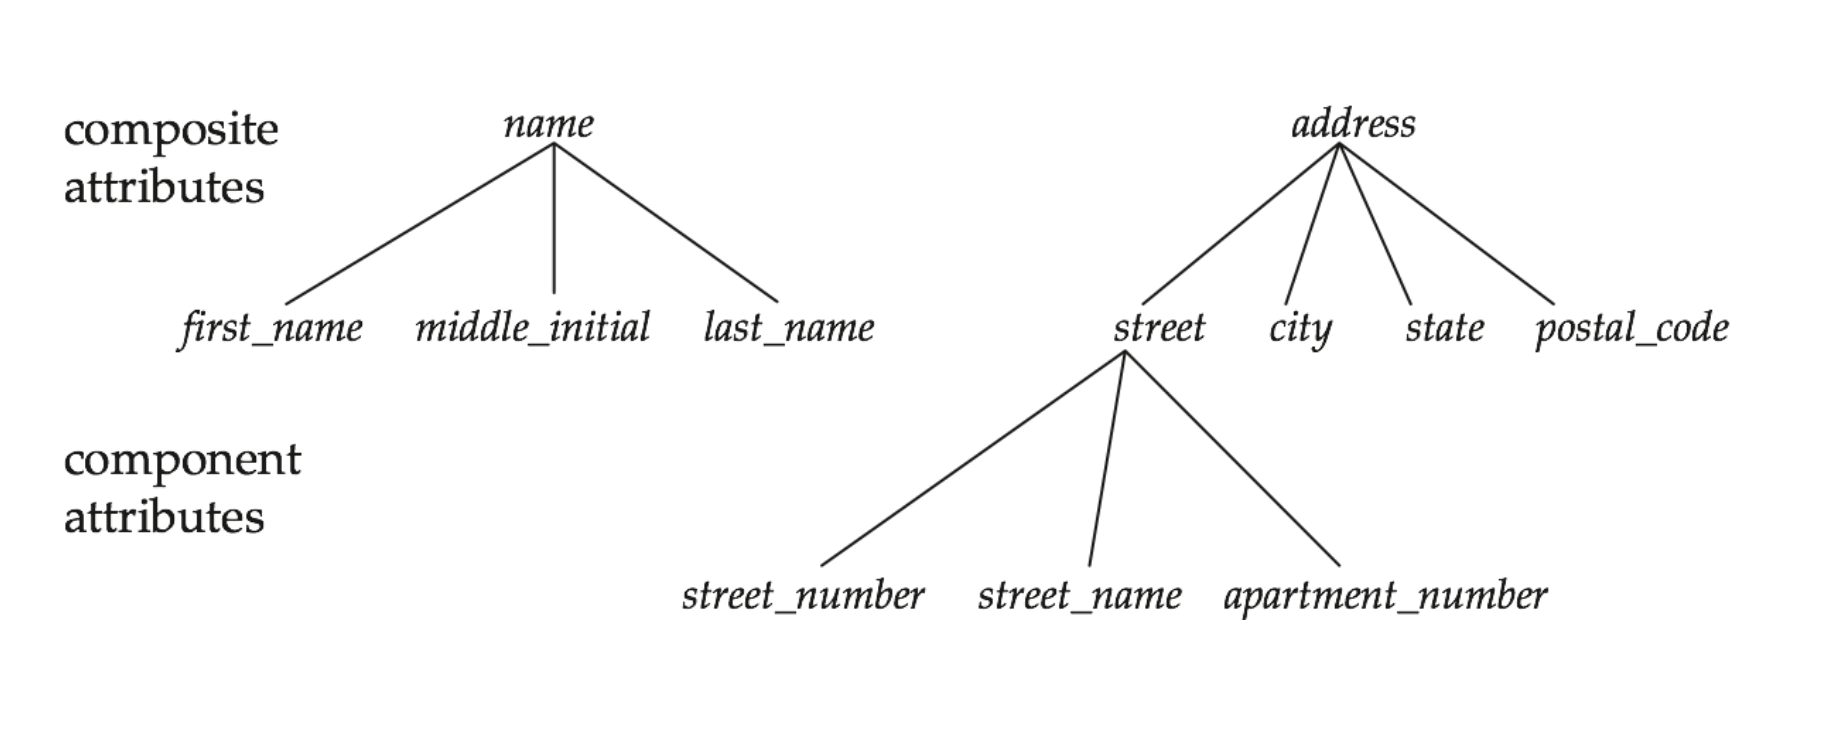 composite
attributes
name
address
first_name
middle_initial
last_name
street
city
state
postal_code
component
attributes
street_number
street_name
apartment_number